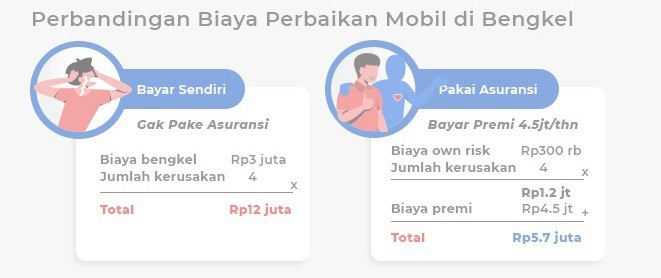 Perbandingan Biaya Perbaikan Mobil di Bengkel
Bayar Sendiri
Gak Pake Asuransi
Biaya bengkel Rp3 juta
Jumlah kerusakan 4 x
Total Rp12 juta
Pakai Asuransi
Bayar Premi 4.5jt/thn
Biaya own risk Rp300 rb
Jumlah kerusakan 4 x
Rp1.2 jt
Biaya premi Rp4.5 jt +
Total Rp5.7 juta